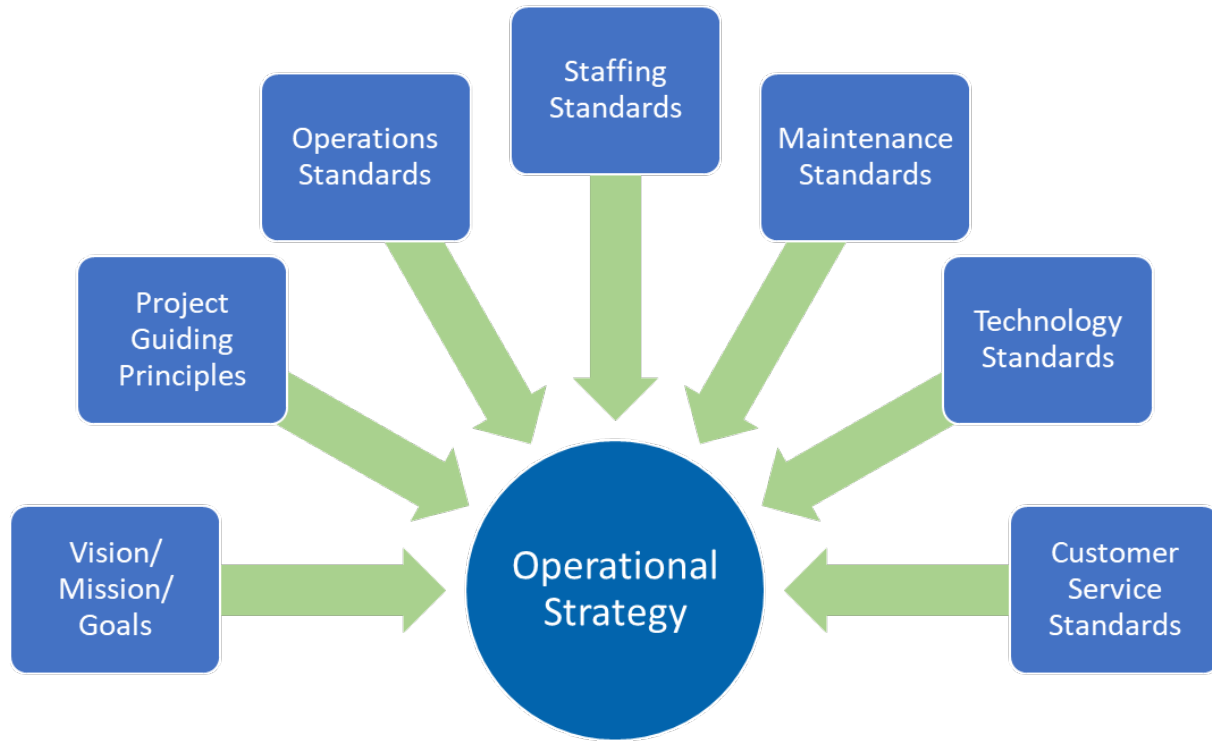 Staffing
Standards
Operations
Standards
Maintenance
Standards
Project
Guiding
Principles
Technology
Standards
Vision/
Mission/
Goals
Operational
Strategy
Customer
Service
Standards